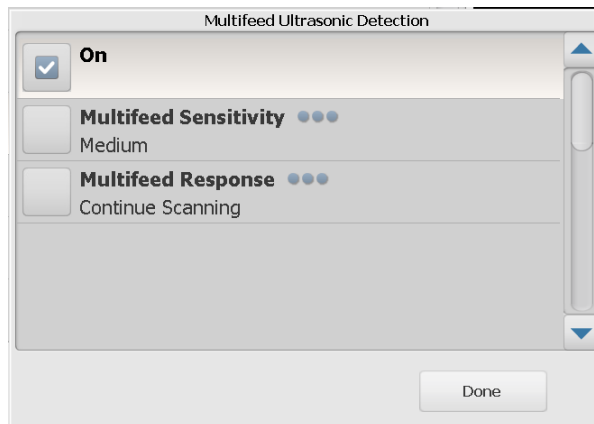 Multifeed Ultrasonic Detection
On
Multifeed Sensitivity
Medium
Multifeed Response
Continue Scanning
Done